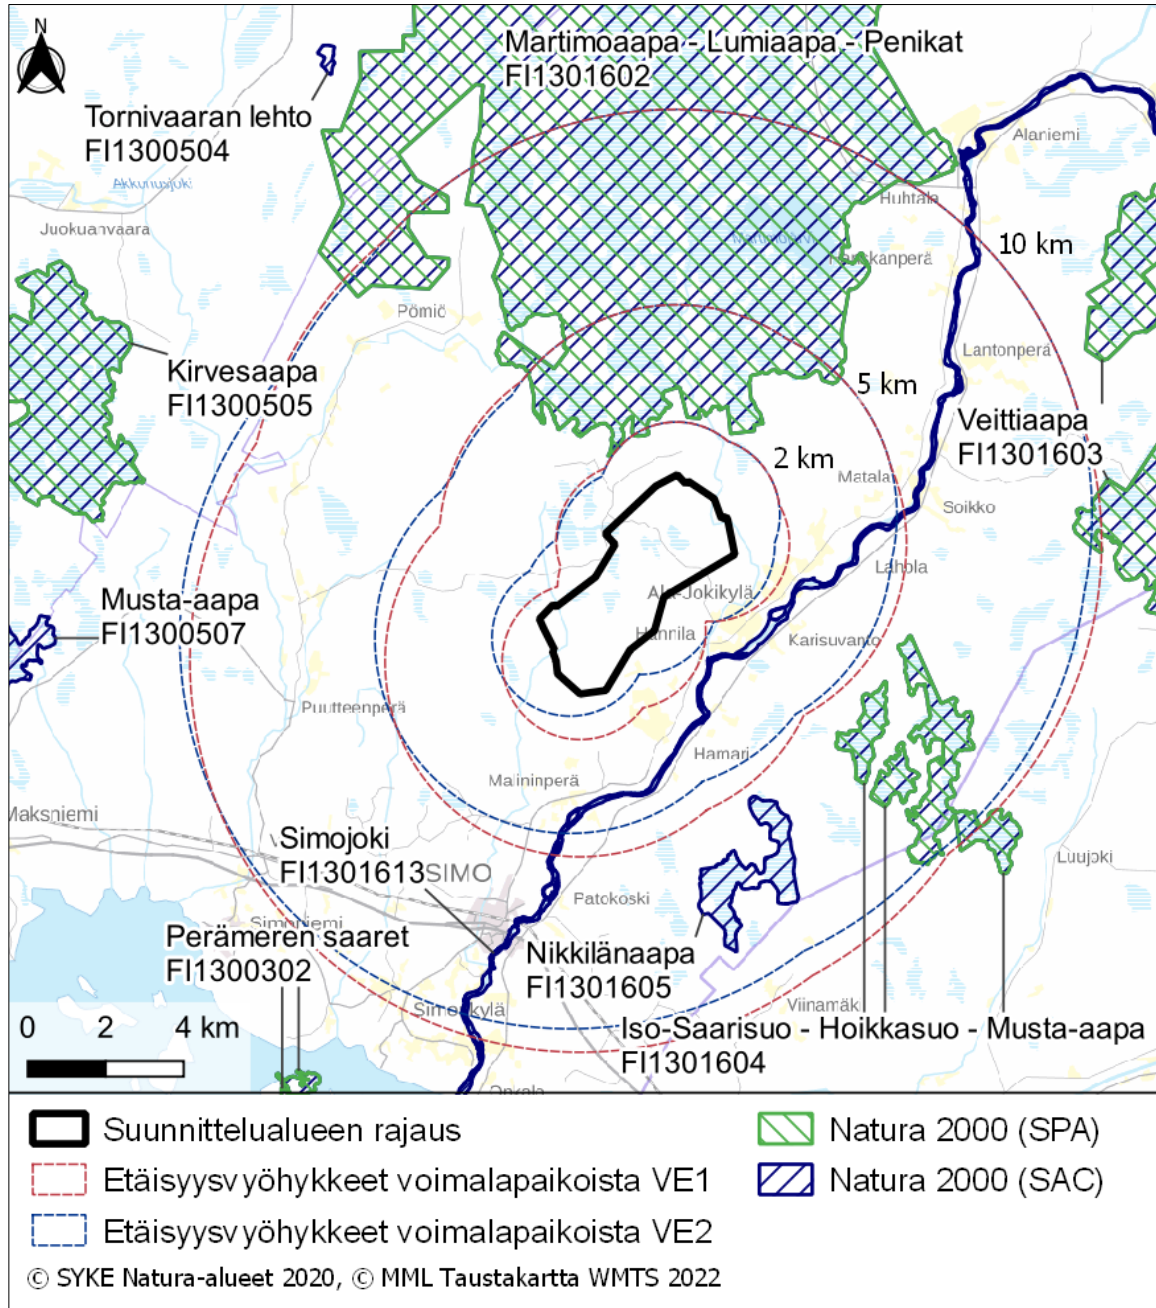 N
Martimoaapa - Lumiaapa - Penikat
FI1301602
Tornivaaran lehto
FI1300504
Alaniemi
Akkunusjoki
Huhtala
Juokuanvaara
10 km
Pömiö
Lantonperä
Kirvesaapa
FI1300505
5 km
Veittiaapa
FI1301603
2 km
Matala
Soikko
Lahola
Ala-Jokikylä
Musta-aapa
FI1300507
Hannila
Karisuvanto
Puutteenperä
Hamari
Malininperä
Maksniemi
Simojoki
FI1301613
SIMO
Luujoki
Patokoski
Simoniemi
Perämeren saaret
FI1300302
Nikkilänaapa
FI1301605
Simonkylä
Viinamäki
0 2 4 km
Iso-Saarisuo - Hoikkasuo - Musta-aapa
FI1301604
Onkala
Suunnittelualueen rajaus
Etäisyysvyöhykkeet voimalapaikoista VE1
Etäisyysvyöhykkeet voimalapaikoista VE2
Natura 2000 (SPA)
Natura 2000 (SAC)
© SYKE Natura-alueet 2020, © MML Taustakartta WMTS 2022